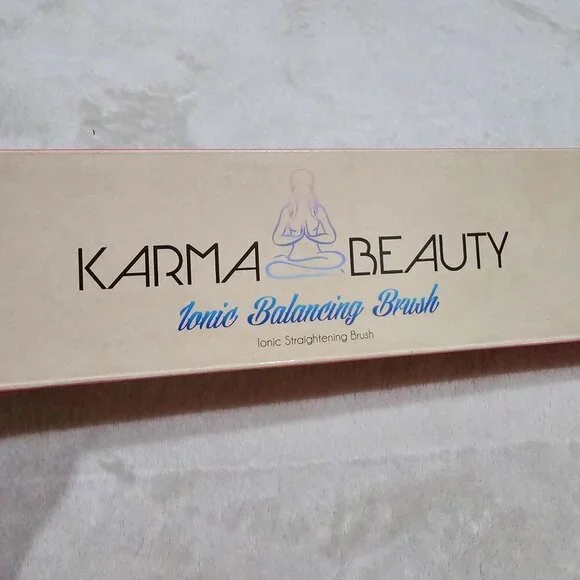 KARMA BEAUTY
Ionic Balancing Brush
Ionic Straightening Brush